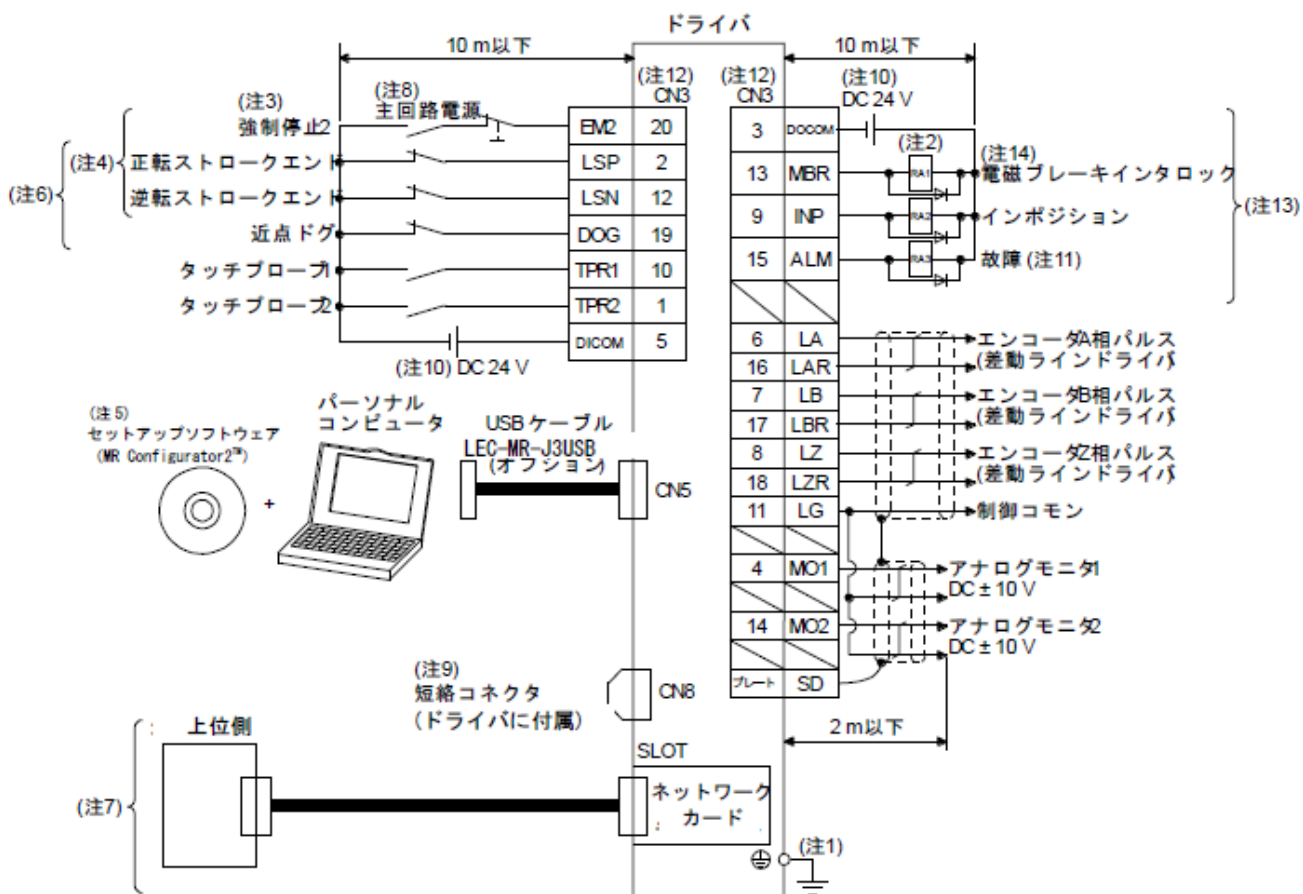 ドライバ
10 m以下
10 m以下
(注12)
CN3
(注12)
CN3
(注10)
DC 24 V
(注3)
強制停止2
(注8)
主回路電源
EM2 20
(注4)
正転ストロークエンド
LSP 2
(注6)
逆転ストロークエンド
LSN 12
近点ドグ
DOG 19
タッチプローブ1
TPR1 10
タッチプローブ2
TPR2 1
DICOM 5
(注10) DC 24 V
3 DOCOM
(注2)
(注14)
13 MBR
RA1
電磁ブレーキインタロック
(注13)
9 INP
RA2
インポジション
15 ALM
RA3
故障 (注11)
6 LA
エンコーダA相パルス
(差動ラインドライバ)
16 LAR
7 LB
エンコーダB相パルス
(差動ラインドライバ)
17 LBR
8 LZ
エンコーダZ相パルス
(差動ラインドライバ)
18 LZR
11 LG
制御コモン
4 MO1
アナログモニタ1
DC ± 10 V
14 MO2
アナログモニタ2
DC ± 10 V
プレート SD
2 m以下
(注 5)
セットアップソフトウェア
(MR Configurator2™)
+
パーソナル
コンピュータ
USB ケーブル
LEC-MR-J3USB
(オプション)
CN5
(注9)
短絡コネクタ
(ドライバに付属)
CN8
(注7)
上位側
SLOT
ネットワーク
カード
(注1)